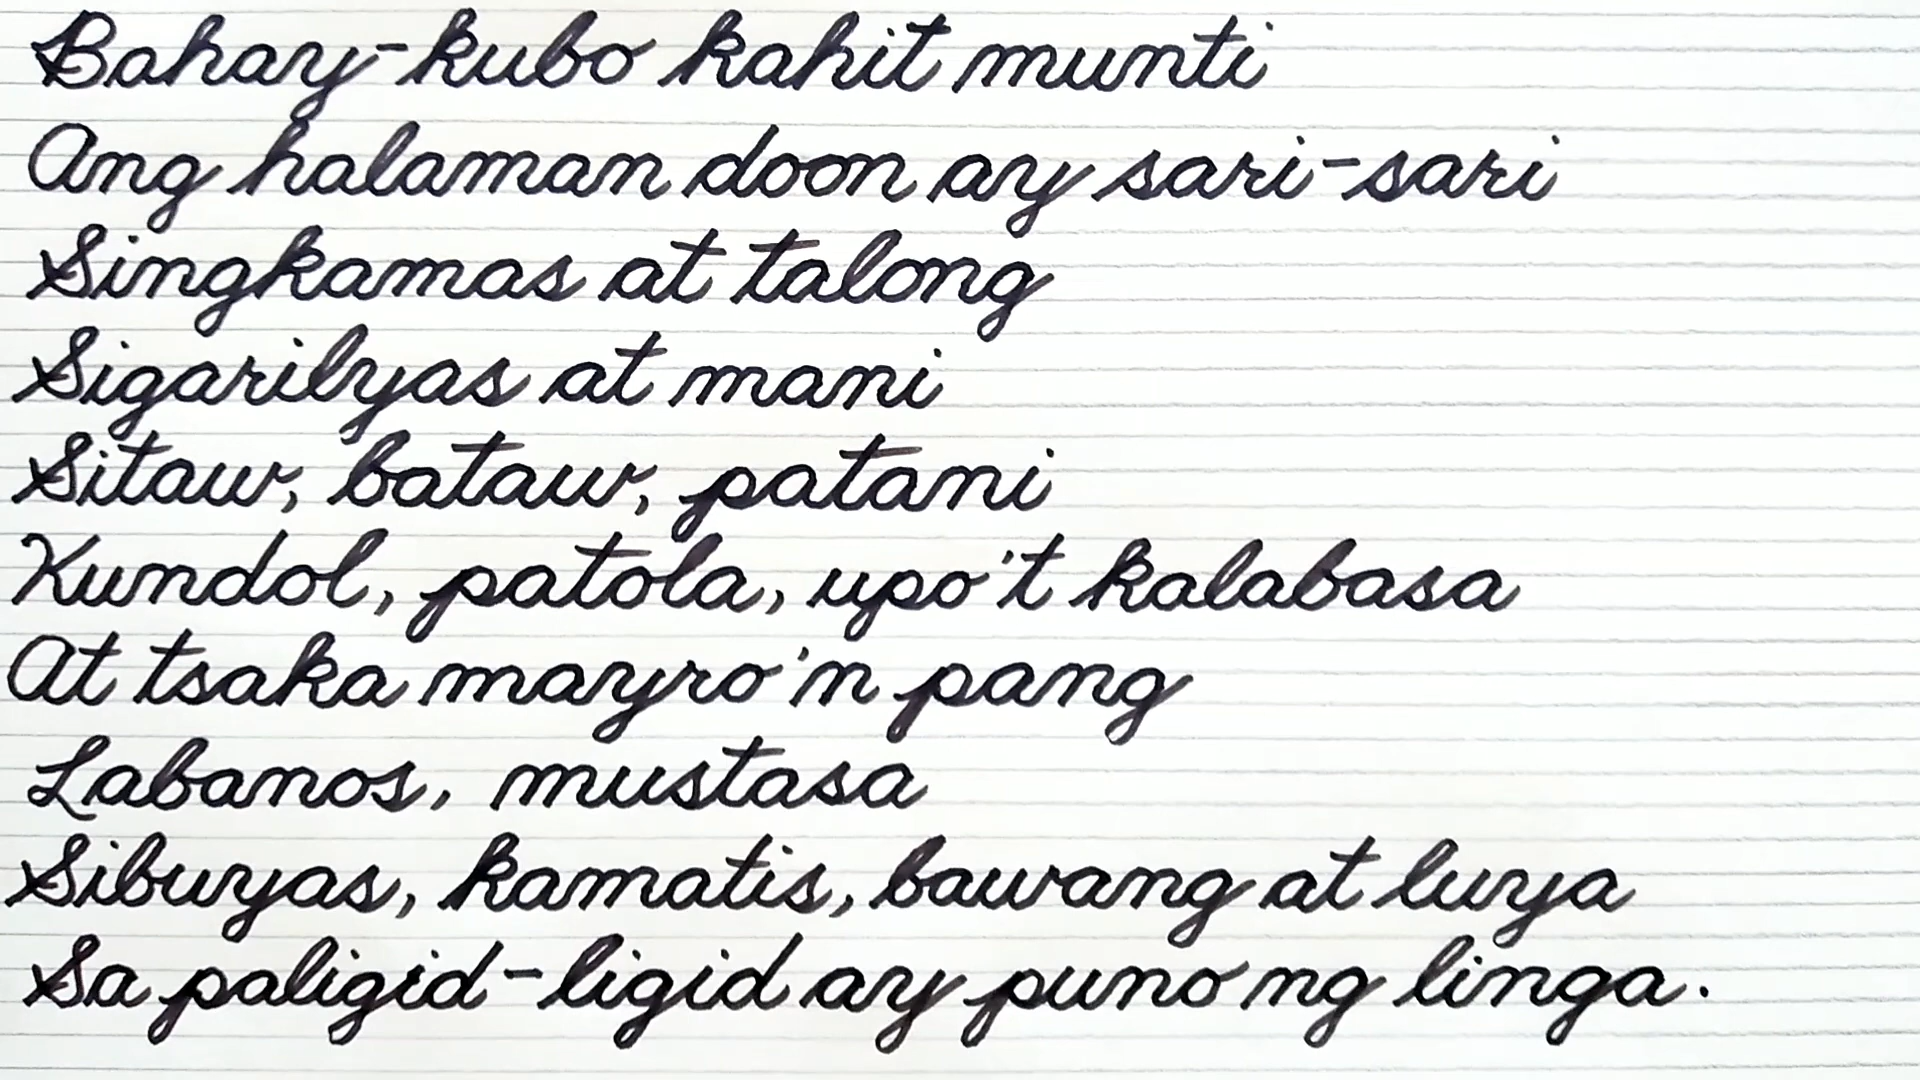 Bahay-kubo kahit munti
Ang halaman doon ay sari-sari
Singkamas at talong
Sigarilyas at mani
Sitaw, bataw, patani
Kundol, patola, upo't kalabasa
At tsaka mayro'n pang
Labanos, mustasa
Sibuyas, kamatis, bawang at luya
Sa paligid-ligid ay puno ng linga.